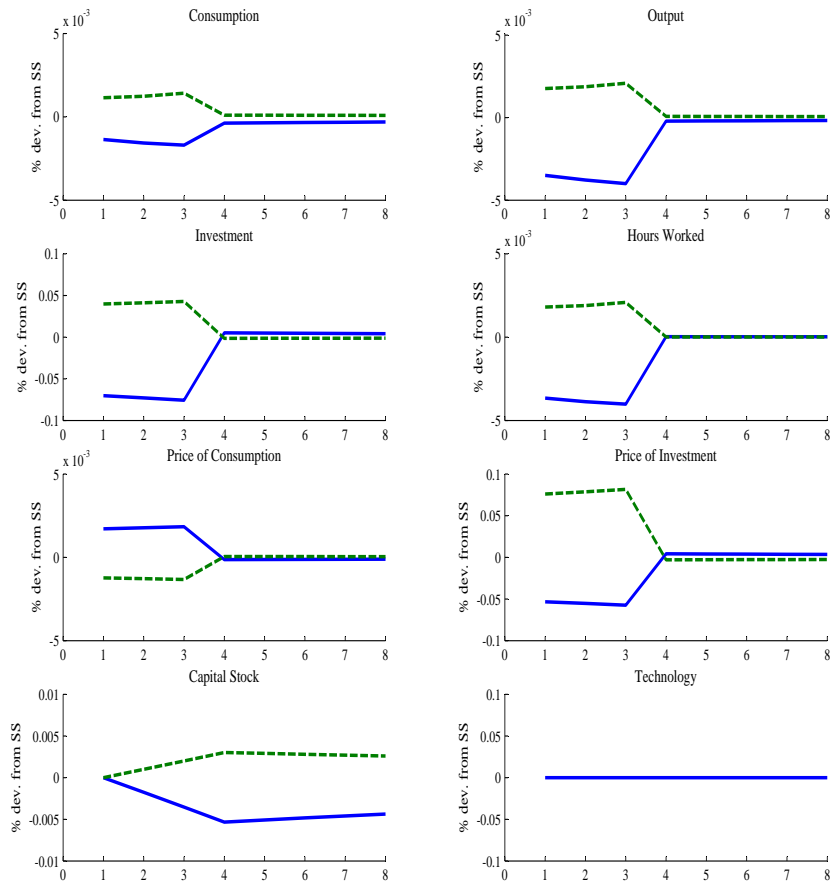 x 10^-3
Consumption
5
0
-5
% dev. from SS
0 1 2 3 4 5 6 7 8
x 10^-3
Output
5
0
-5
% dev. from SS
0 1 2 3 4 5 6 7 8
Investment
0.1
0.05
0
-0.05
-0.1
% dev. from SS
0 1 2 3 4 5 6 7 8
x 10^-3
Hours Worked
5
0
-5
% dev. from SS
0 1 2 3 4 5 6 7 8
x 10^-3
Price of Consumption
5
0
-5
% dev. from SS
0 1 2 3 4 5 6 7 8
Price of Investment
0.1
0.05
0
-0.05
-0.1
% dev. from SS
0 1 2 3 4 5 6 7 8
Capital Stock
0.01
0.005
0
-0.005
-0.01
% dev. from SS
0 1 2 3 4 5 6 7 8
Technology
0.1
0.05
0
-0.05
-0.1
% dev. from SS
0 1 2 3 4 5 6 7 8